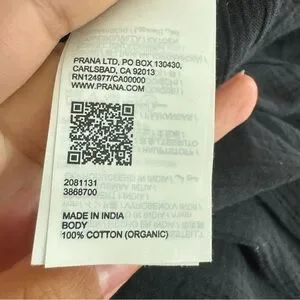 PRANA LTD, PO BOX 130430,
CARLSBAD, CA 92013
RN124977/CA00000
WWW.PRANA.COM
2081131
3868700
MADE IN INDIA
BODY
100% COTTON (ORGANIC)